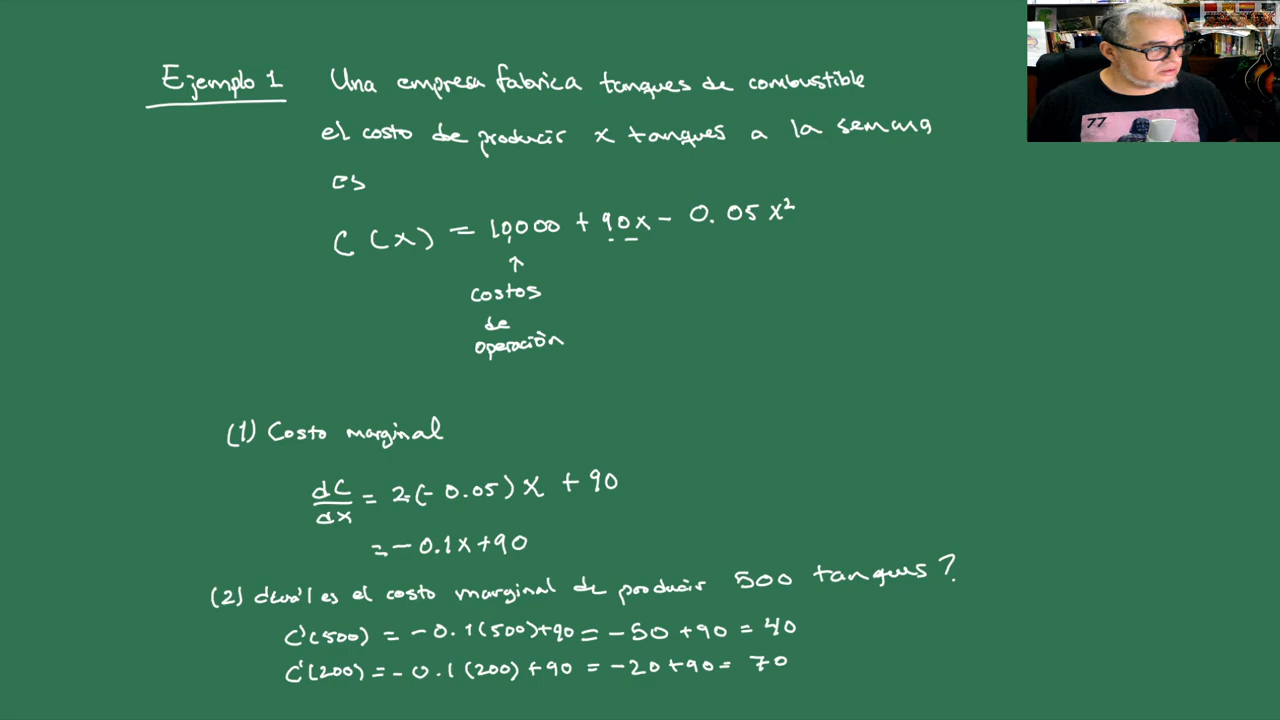 Ejemplo 1 Una empresa fabrica tanques de combustible
el costo de producir x tanques a la semana
es
C(x) = 10,000 + 90x - 0.05x²
↑
costos
de
operación
(1) Costo marginal
dC/dx = 2(-0.05)x + 90
= -0.1x+90
(2) ¿Cuál es el costo marginal de producir 500 tanques?
C'(500) = -0.1(500)+90 = -50+90 = 40
C'(200) = -0.1(200)+90 = -20+90 = 70
77